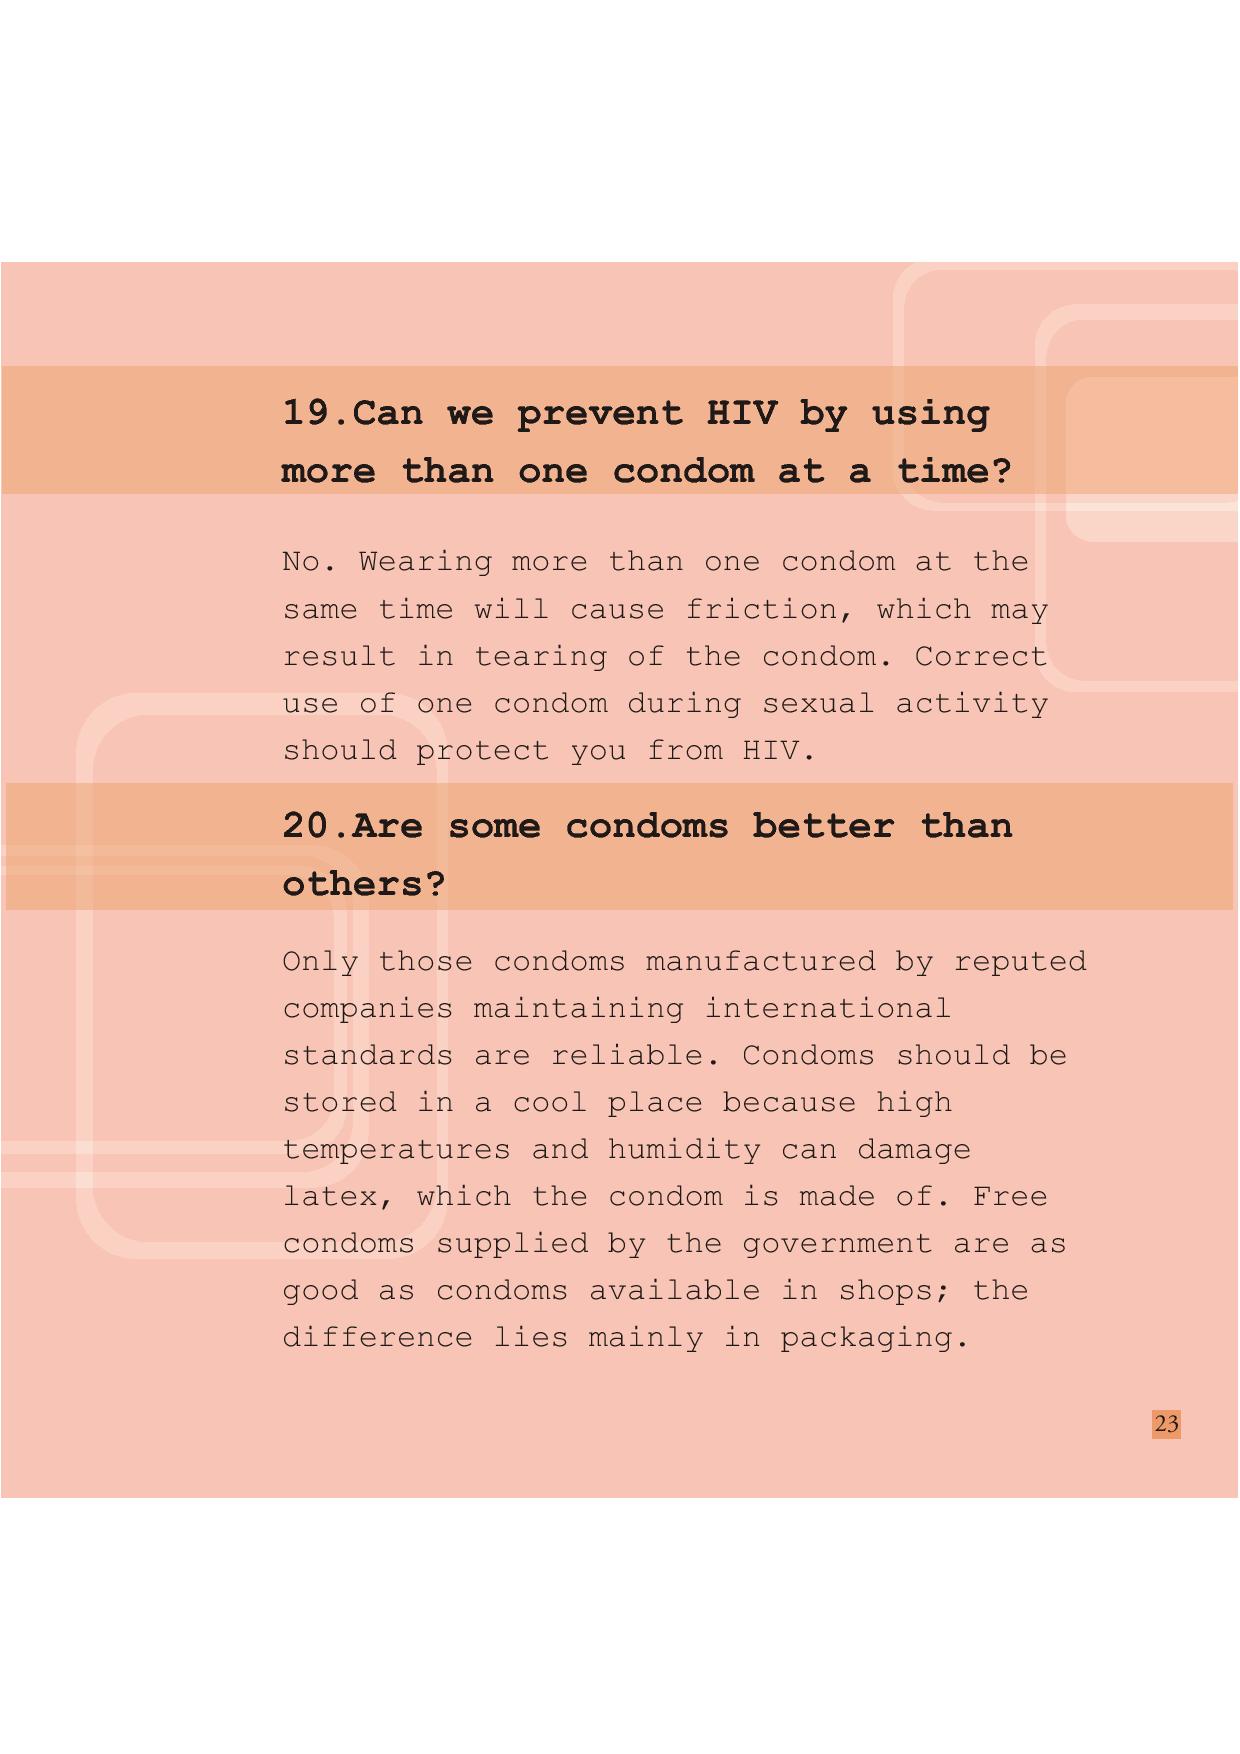 19.Can we prevent HIV by using
more than one condom at a time?
No. Wearing more than one condom at the
same time will cause friction, which may
result in tearing of the condom. Correct
use of one condom during sexual activity
should protect you from HIV.
20.Are some condoms better than
others?
Only those condoms manufactured by reputed
companies maintaining international
standards are reliable. Condoms should be
stored in a cool place because high
temperatures and humidity can damage
latex, which the condom is made of. Free
condoms supplied by the government are as
good as condoms available in shops; the
difference lies mainly in packaging.
23